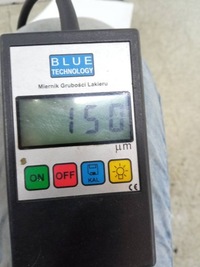 BLUE
TECHNOLOGY
Miernik Grubości Lakieru
150
µm
ON
OFF
KAL
CE